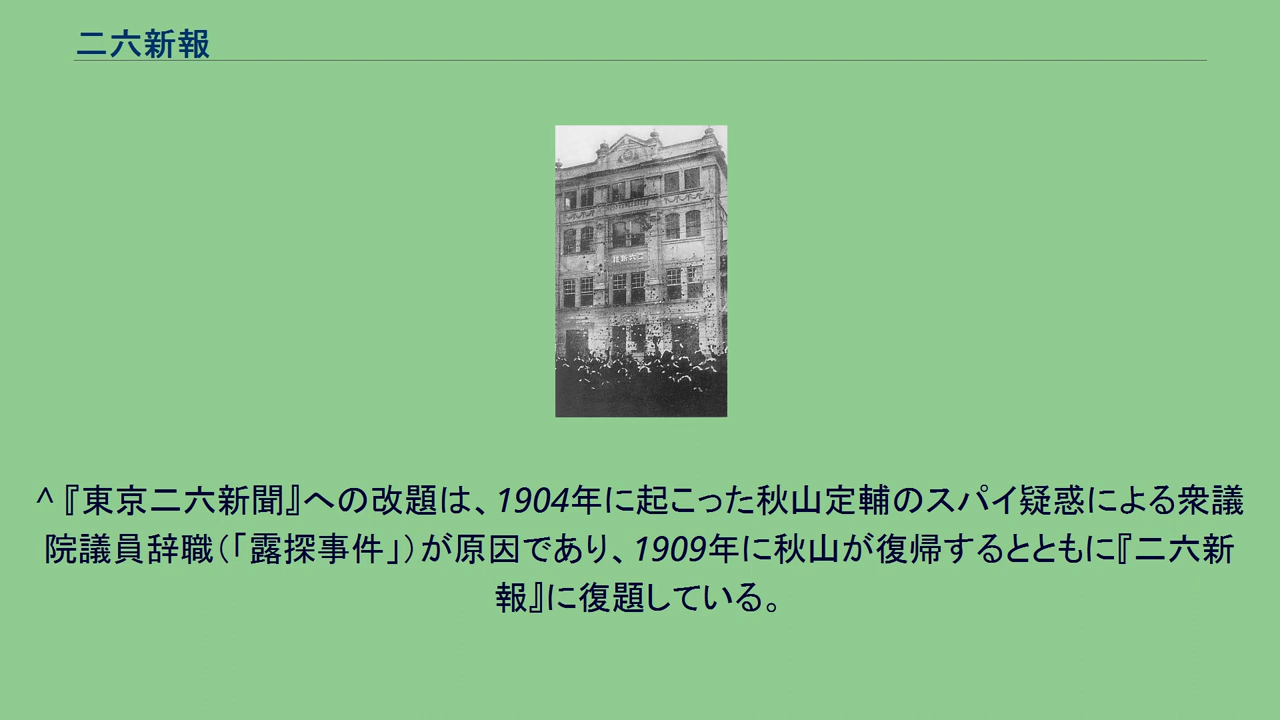 二六新報
二六新報
^『東京二六新聞』への改題は、1904年に起こった秋山定輔のスパイ疑惑による衆議
院議員辞職（「露探事件」）が原因であり、1909年に秋山が復帰するとともに『二六新
報』に復題している。